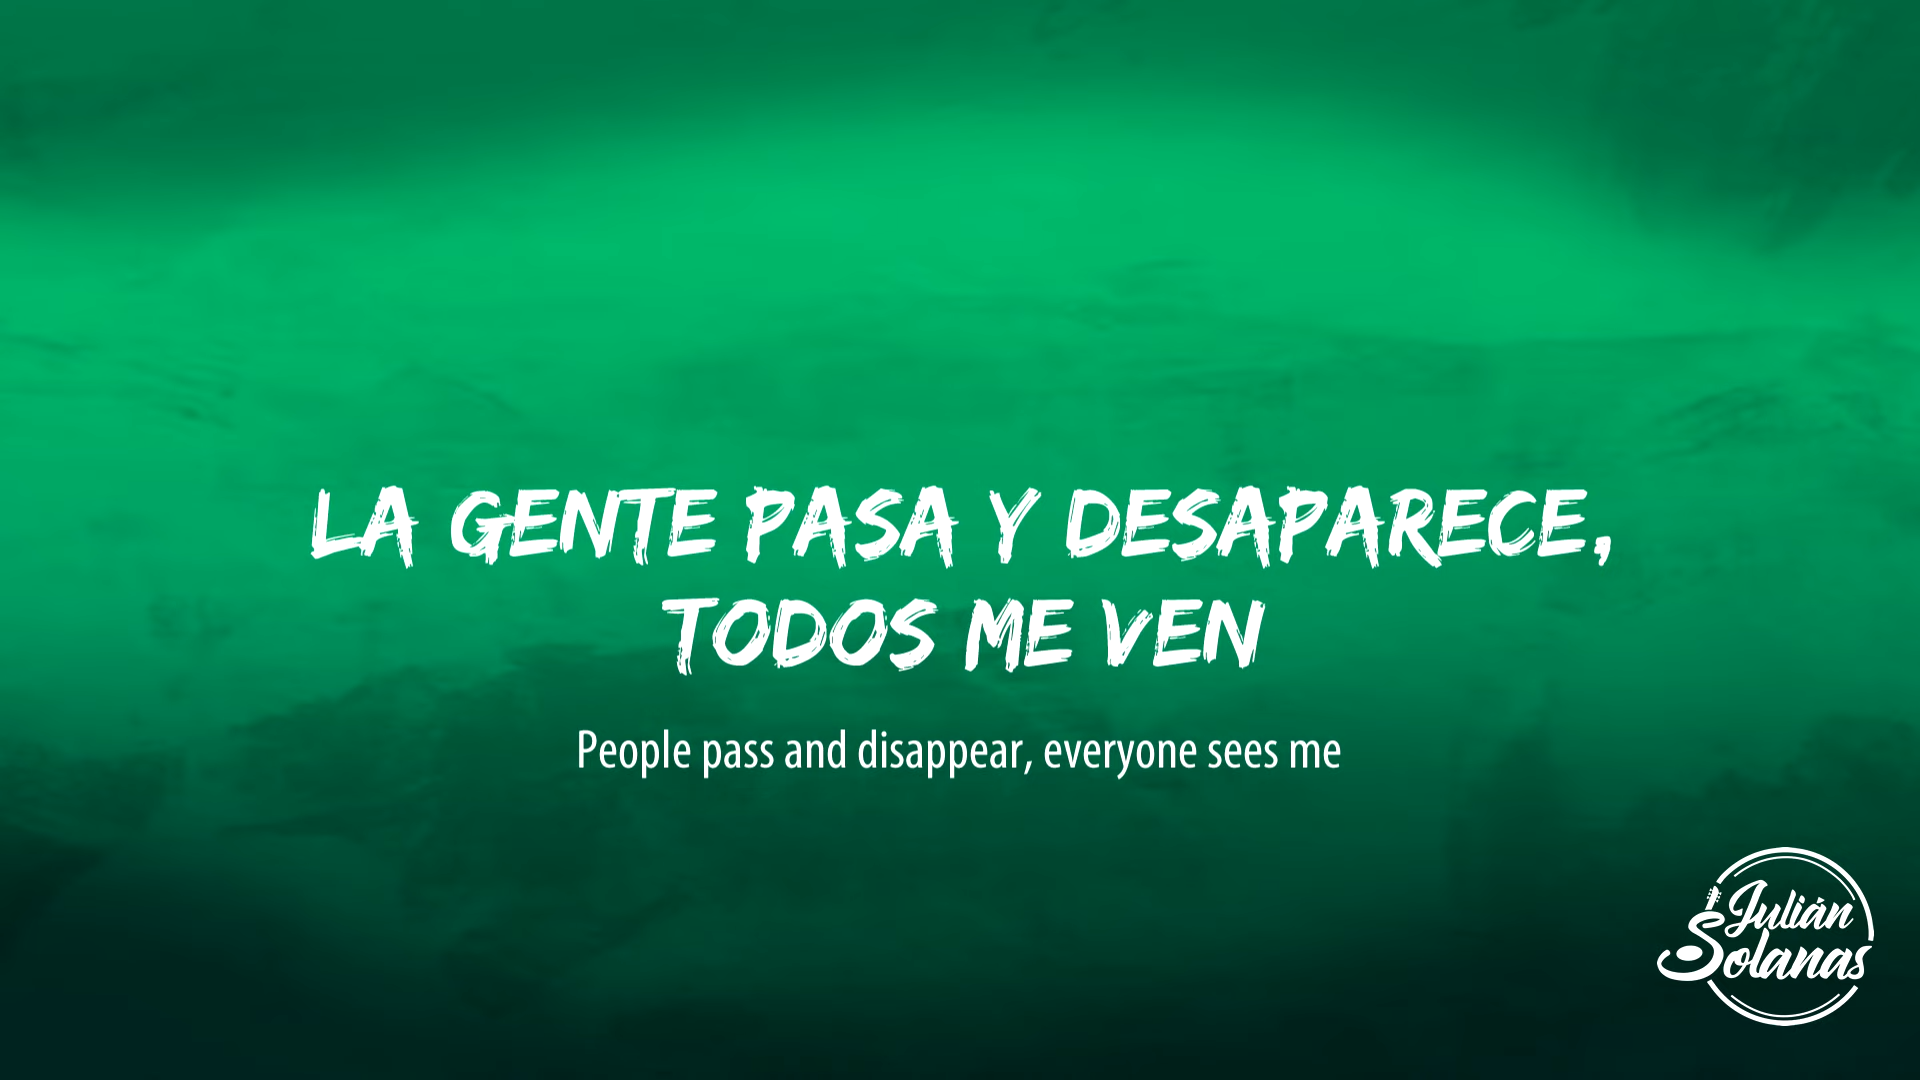 LA GENTE PASA Y DESAPARECE,
TODOS ME VEN
People pass and disappear, everyone sees me
Julián
Solanas